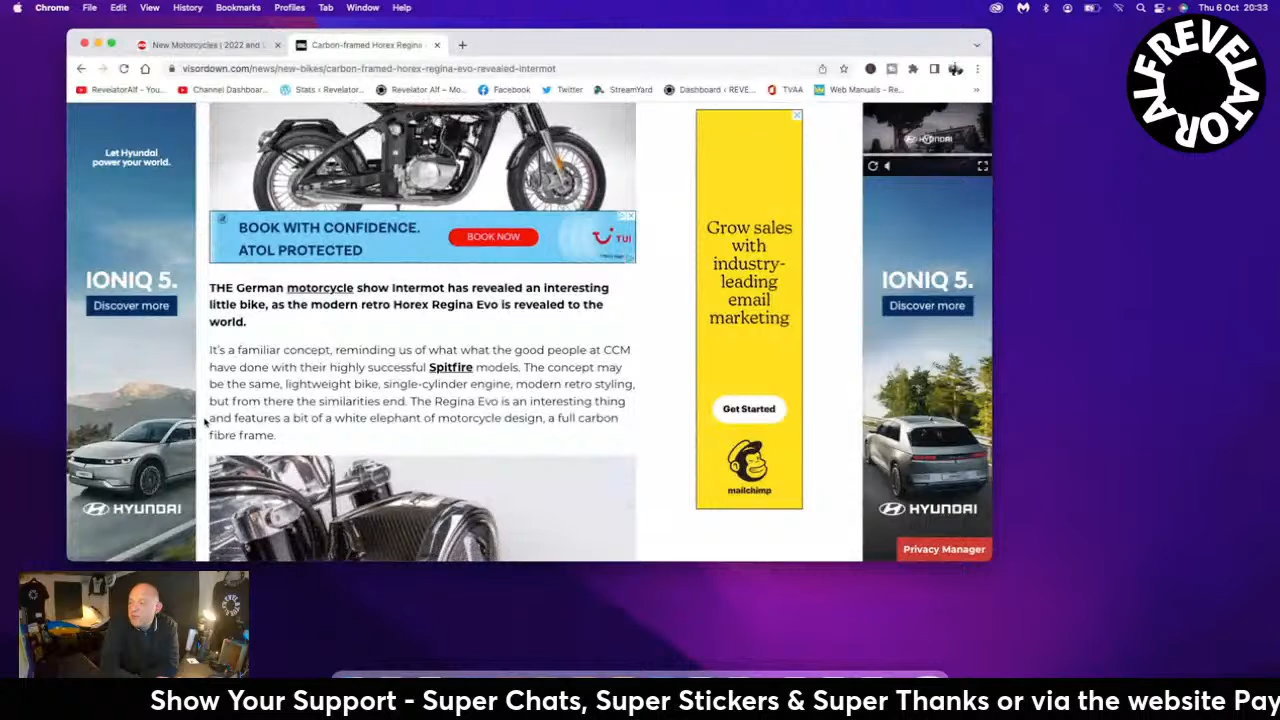 Chrome File Edit View History Bookmarks Profiles Tab Window Help
Thu 6 Oct 20:33
New Motorcycles | 2022 and
Carbon-framed Horex Regina
visordown.com/news/new-bikes/carbon-framed-horex-regina-evo-revealed-intermot
RevelatorAlf - You... Channel Dashboar... Stats ‹ Revelator... Revelator Alf – Mo... Facebook Twitter StreamYard Dashboard ‹ REVE... TVAA Web Manuals - Re... »
REVELATOR ALF
Let Hyundai
power your world.
IONIQ 5.
Discover more
HYUNDAI
BOOK WITH CONFIDENCE.
ATOL PROTECTED
BOOK NOW
TUI
THE German motorcycle show Intermot has revealed an interesting
little bike, as the modern retro Horex Regina Evo is revealed to the
world.
It's a familiar concept, reminding us of what what the good people at CCM
have done with their highly successful Spitfire models. The concept may
be the same, lightweight bike, single-cylinder engine, modern retro styling,
but from there the similarities end. The Regina Evo is an interesting thing
and features a bit of a white elephant of motorcycle design, a full carbon
fibre frame.
Grow sales
with
industry-
leading
email
marketing
Get Started
mailchimp
HYUNDAI
IONIQ 5.
Discover more
HYUNDAI
Privacy Manager
Show Your Support - Super Chats, Super Stickers & Super Thanks or via the website Pay